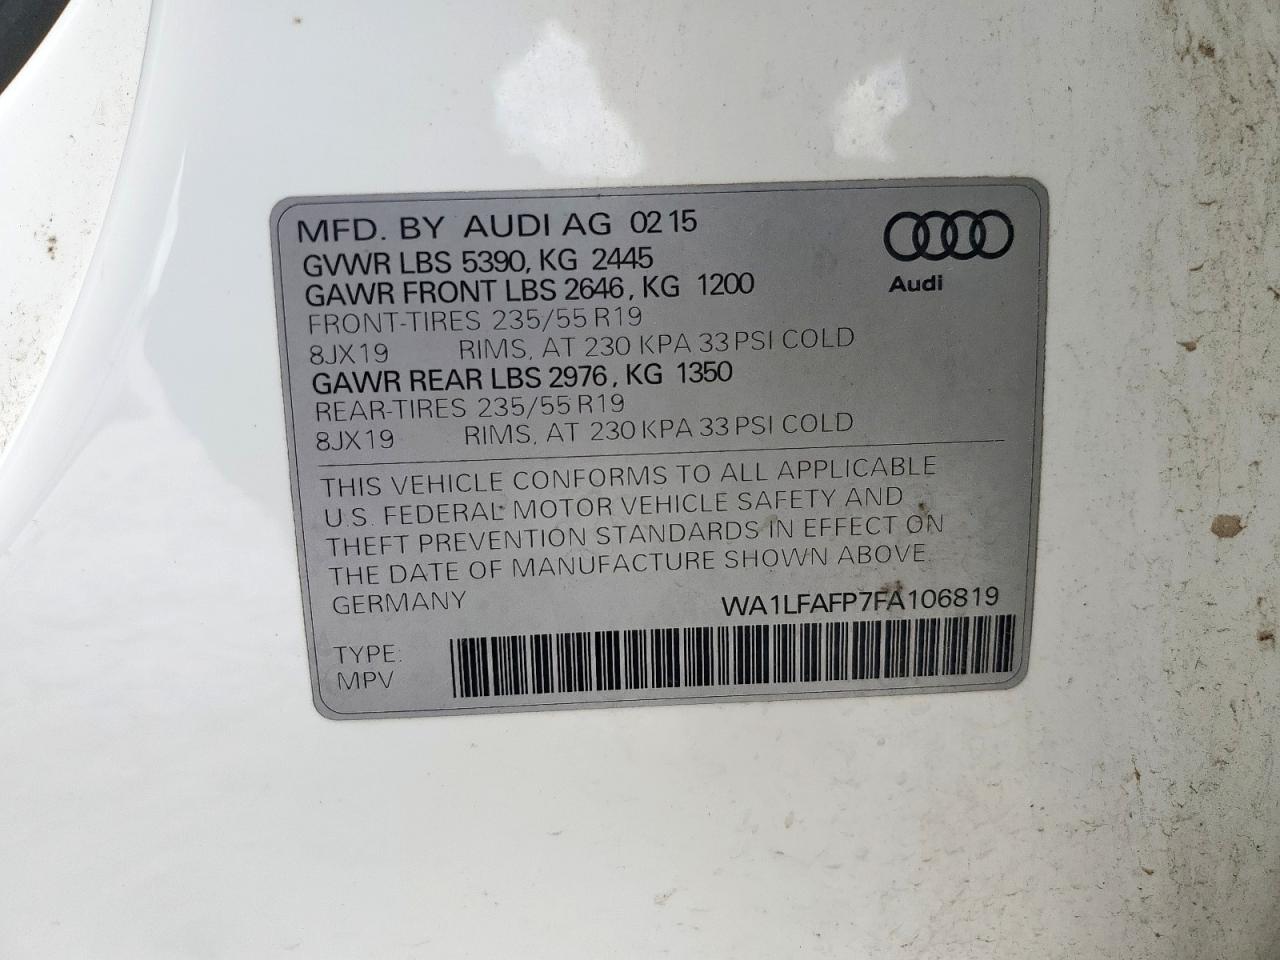 MFD. BY AUDI AG 02 15
GVWR LBS 5390, KG 2445
GAWR FRONT LBS 2646, KG 1200
FRONT-TIRES 235/55 R19
8JX19 RIMS, AT 230 KPA 33 PSI COLD
GAWR REAR LBS 2976, KG 1350
REAR-TIRES 235/55 R19
8JX19 RIMS, AT 230 KPA 33 PSI COLD
Audi
THIS VEHICLE CONFORMS TO ALL APPLICABLE
U.S. FEDERAL MOTOR VEHICLE SAFETY AND
THEFT PREVENTION STANDARDS IN EFFECT ON
THE DATE OF MANUFACTURE SHOWN ABOVE.
GERMANY WA1LFAFP7FA106819
TYPE:
MPV